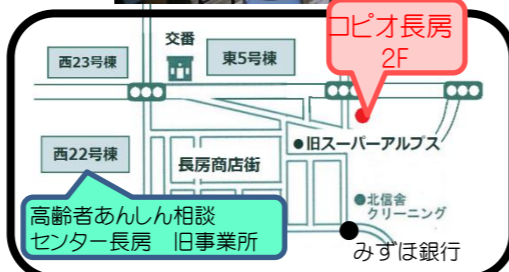 コピオ長房
2F
交番
西23号棟
東5号棟
●旧スーパーアルプス
西22号棟
長房商店街
●北信舎
クリーニング
高齢者あんしん相談
センター長房 旧事業所
みずほ銀行